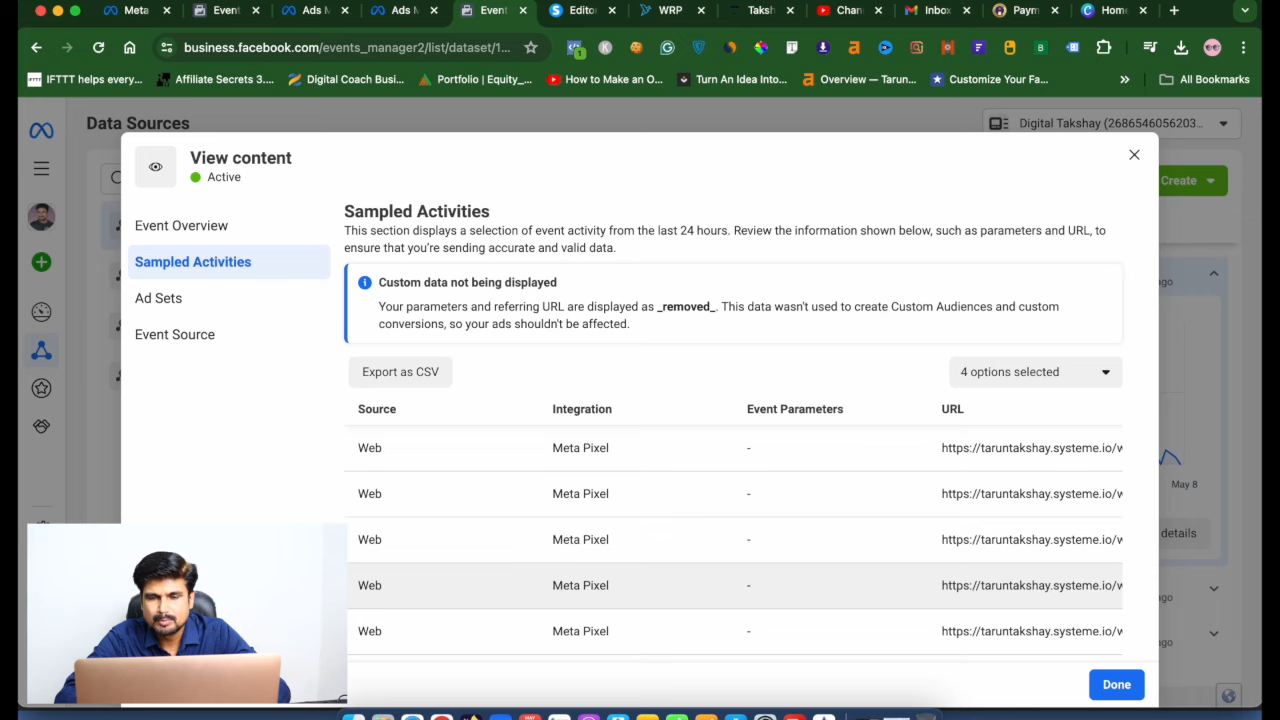 Meta
Event
Ads M
Ads M
Event
Editor
WRP
Taksh
Chan
Inbox
Paym
Home
business.facebook.com/events_manager2/list/dataset/1...
IFTTT helps every...
Affiliate Secrets 3....
Digital Coach Busi...
Portfolio | Equity_...
How to Make an O...
Turn An Idea Into...
Overview — Tarun...
Customize Your Fa...
»
All Bookmarks
Data Sources
Digital Takshay (2686546056203...
Create
View content
Active
Event Overview
Sampled Activities
Ad Sets
Event Source
Sampled Activities
This section displays a selection of event activity from the last 24 hours. Review the information shown below, such as parameters and URL, to
ensure that you're sending accurate and valid data.
Custom data not being displayed
Your parameters and referring URL are displayed as _removed_. This data wasn't used to create Custom Audiences and custom
conversions, so your ads shouldn't be affected.
Export as CSV
4 options selected
Source Integration Event Parameters URL
Web Meta Pixel - https://taruntakshay.systeme.io/w
Web Meta Pixel - https://taruntakshay.systeme.io/w
Web Meta Pixel - https://taruntakshay.systeme.io/w
Web Meta Pixel - https://taruntakshay.systeme.io/w
Web Meta Pixel - https://taruntakshay.systeme.io/w
Done
ago
May 8
details
ago
ago